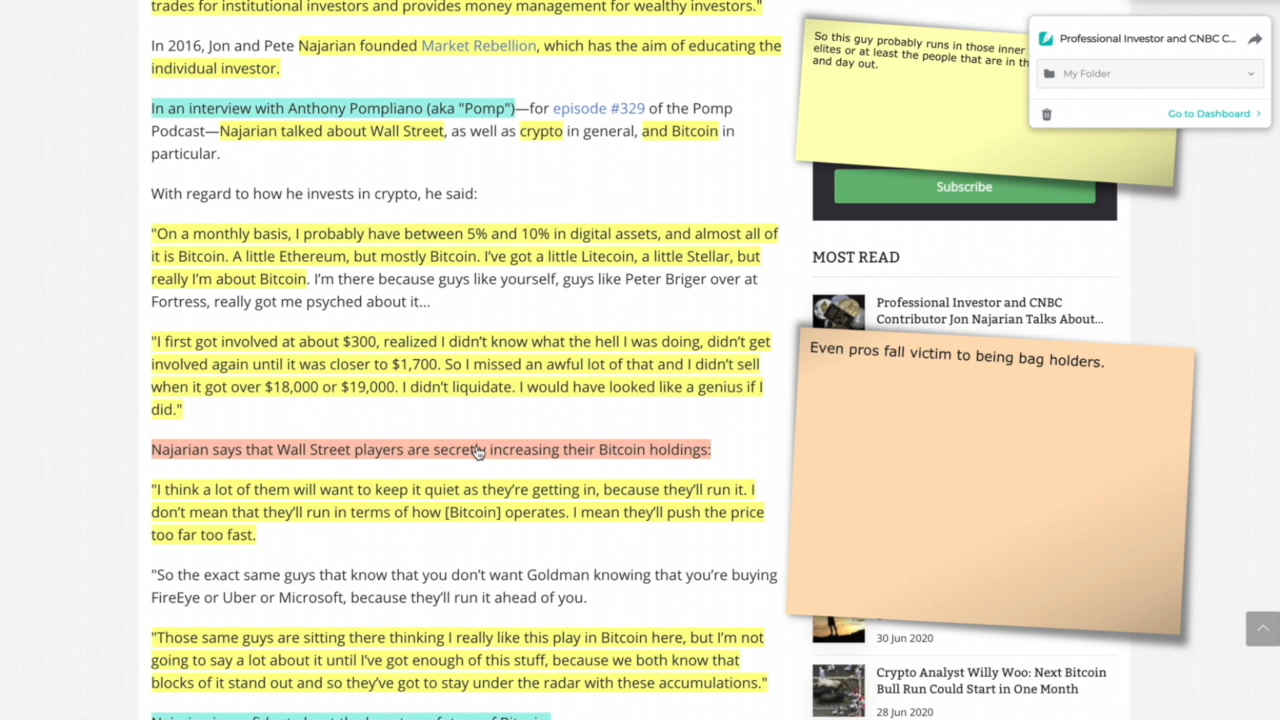 trades for institutional investors and provides money management for wealthy investors."
In 2016, Jon and Pete Najarian founded Market Rebellion, which has the aim of educating the
individual investor.
In an interview with Anthony Pompliano (aka "Pomp")—for episode #329 of the Pomp
Podcast—Najarian talked about Wall Street, as well as crypto in general, and Bitcoin in
particular.
With regard to how he invests in crypto, he said:
"On a monthly basis, I probably have between 5% and 10% in digital assets, and almost all of
it is Bitcoin. A little Ethereum, but mostly Bitcoin. I've got a little Litecoin, a little Stellar, but
really I'm about Bitcoin. I'm there because guys like yourself, guys like Peter Briger over at
Fortress, really got me psyched about it...
"I first got involved at about $300, realized I didn't know what the hell I was doing, didn't get
involved again until it was closer to $1,700. So I missed an awful lot of that and I didn't sell
when it got over $18,000 or $19,000. I didn't liquidate. I would have looked like a genius if I
did."
Najarian says that Wall Street players are secretly increasing their Bitcoin holdings:
"I think a lot of them will want to keep it quiet as they're getting in, because they'll run it. I
don't mean that they'll run in terms of how [Bitcoin] operates. I mean they'll push the price
too far too fast.
"So the exact same guys that know that you don't want Goldman knowing that you're buying
FireEye or Uber or Microsoft, because they'll run it ahead of you.
"Those same guys are sitting there thinking I really like this play in Bitcoin here, but I'm not
going to say a lot about it until I've got enough of this stuff, because we both know that
blocks of it stand out and so they've got to stay under the radar with these accumulations."
So this guy probably runs in those inner
elites or at least the people that are in th
and day out.
Professional Investor and CNBC C...
My Folder
Go to Dashboard
Subscribe
MOST READ
Professional Investor and CNBC
Contributor Jon Najarian Talks About...
Even pros fall victim to being bag holders.
30 Jun 2020
Crypto Analyst Willy Woo: Next Bitcoin
Bull Run Could Start in One Month
28 Jun 2020